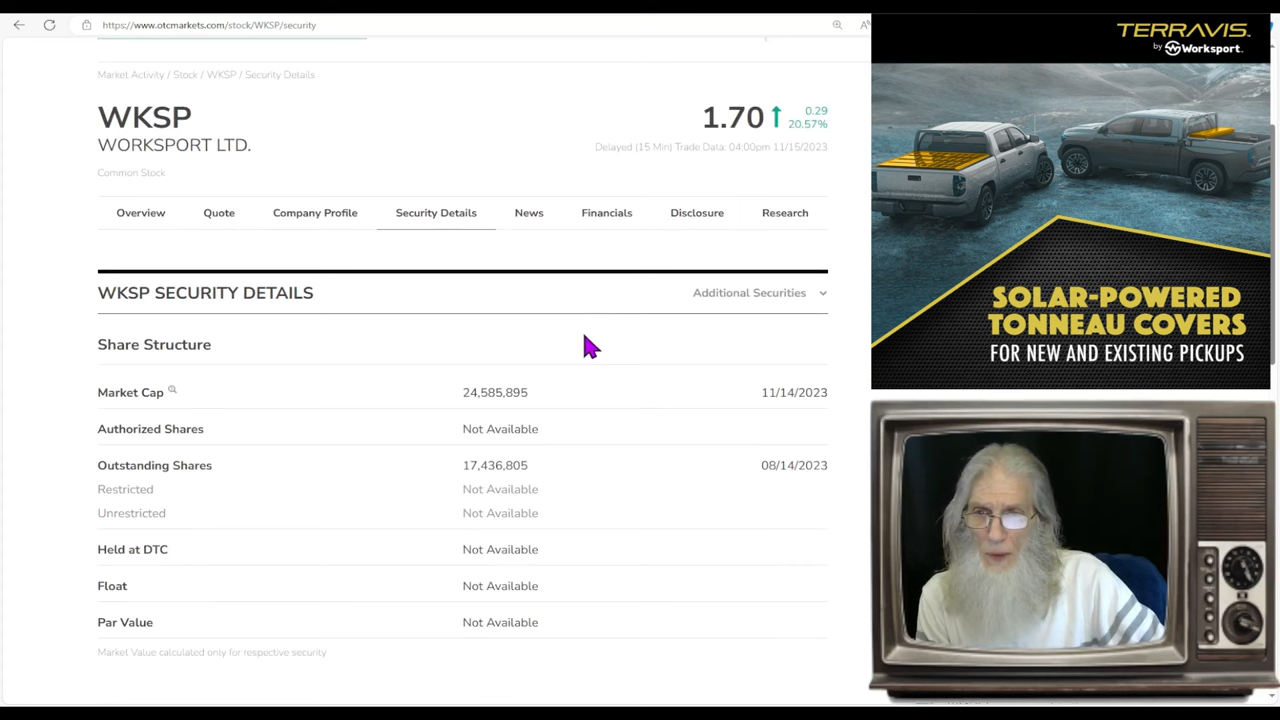 https://www.otcmarkets.com/stock/WKSP/security
Market Activity / Stock / WKSP / Security Details
WKSP
WORKSPORT LTD.
Common Stock
1.70
0.29
20.57%
Delayed (15 Min) Trade Data: 04:00pm 11/15/2023
Overview Quote Company Profile Security Details News Financials Disclosure Research
WKSP SECURITY DETAILS
Additional Securities
Share Structure
Market Cap 24,585,895 11/14/2023
Authorized Shares Not Available
Outstanding Shares 17,436,805 08/14/2023
Restricted Not Available
Unrestricted Not Available
Held at DTC Not Available
Float Not Available
Par Value Not Available
Market Value calculated only for respective security
TERRAVIS™
by Worksport™
SOLAR-POWERED
TONNEAU COVERS
FOR NEW AND EXISTING PICKUPS